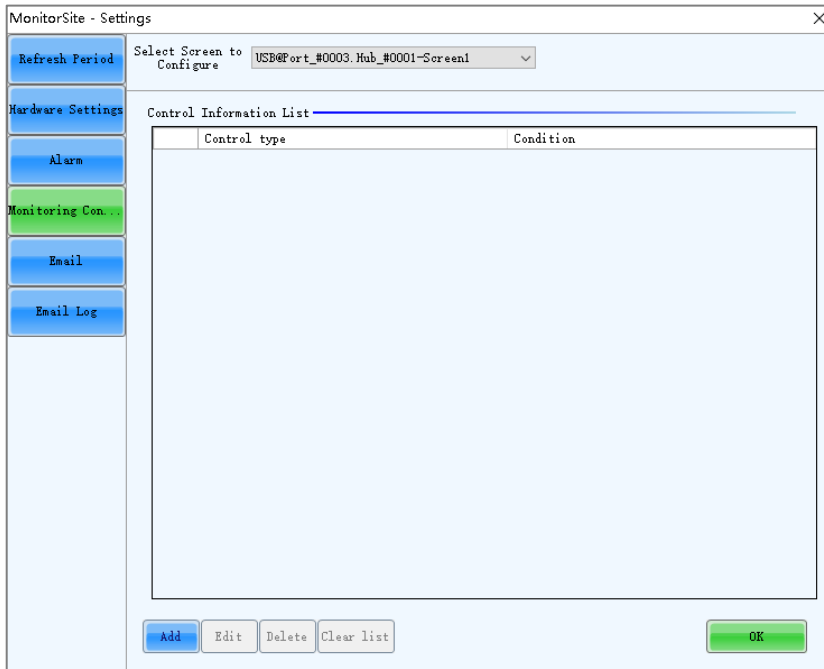 MonitorSite - Settings
Refresh Period
Hardware Settings
Alarm
Monitoring Con...
Email
Email Log
Select Screen to
Configure
USB@Port_#0003.Hub_#0001-Screen1
Control Information List
Control type Condition
Add Edit Delete Clear list OK